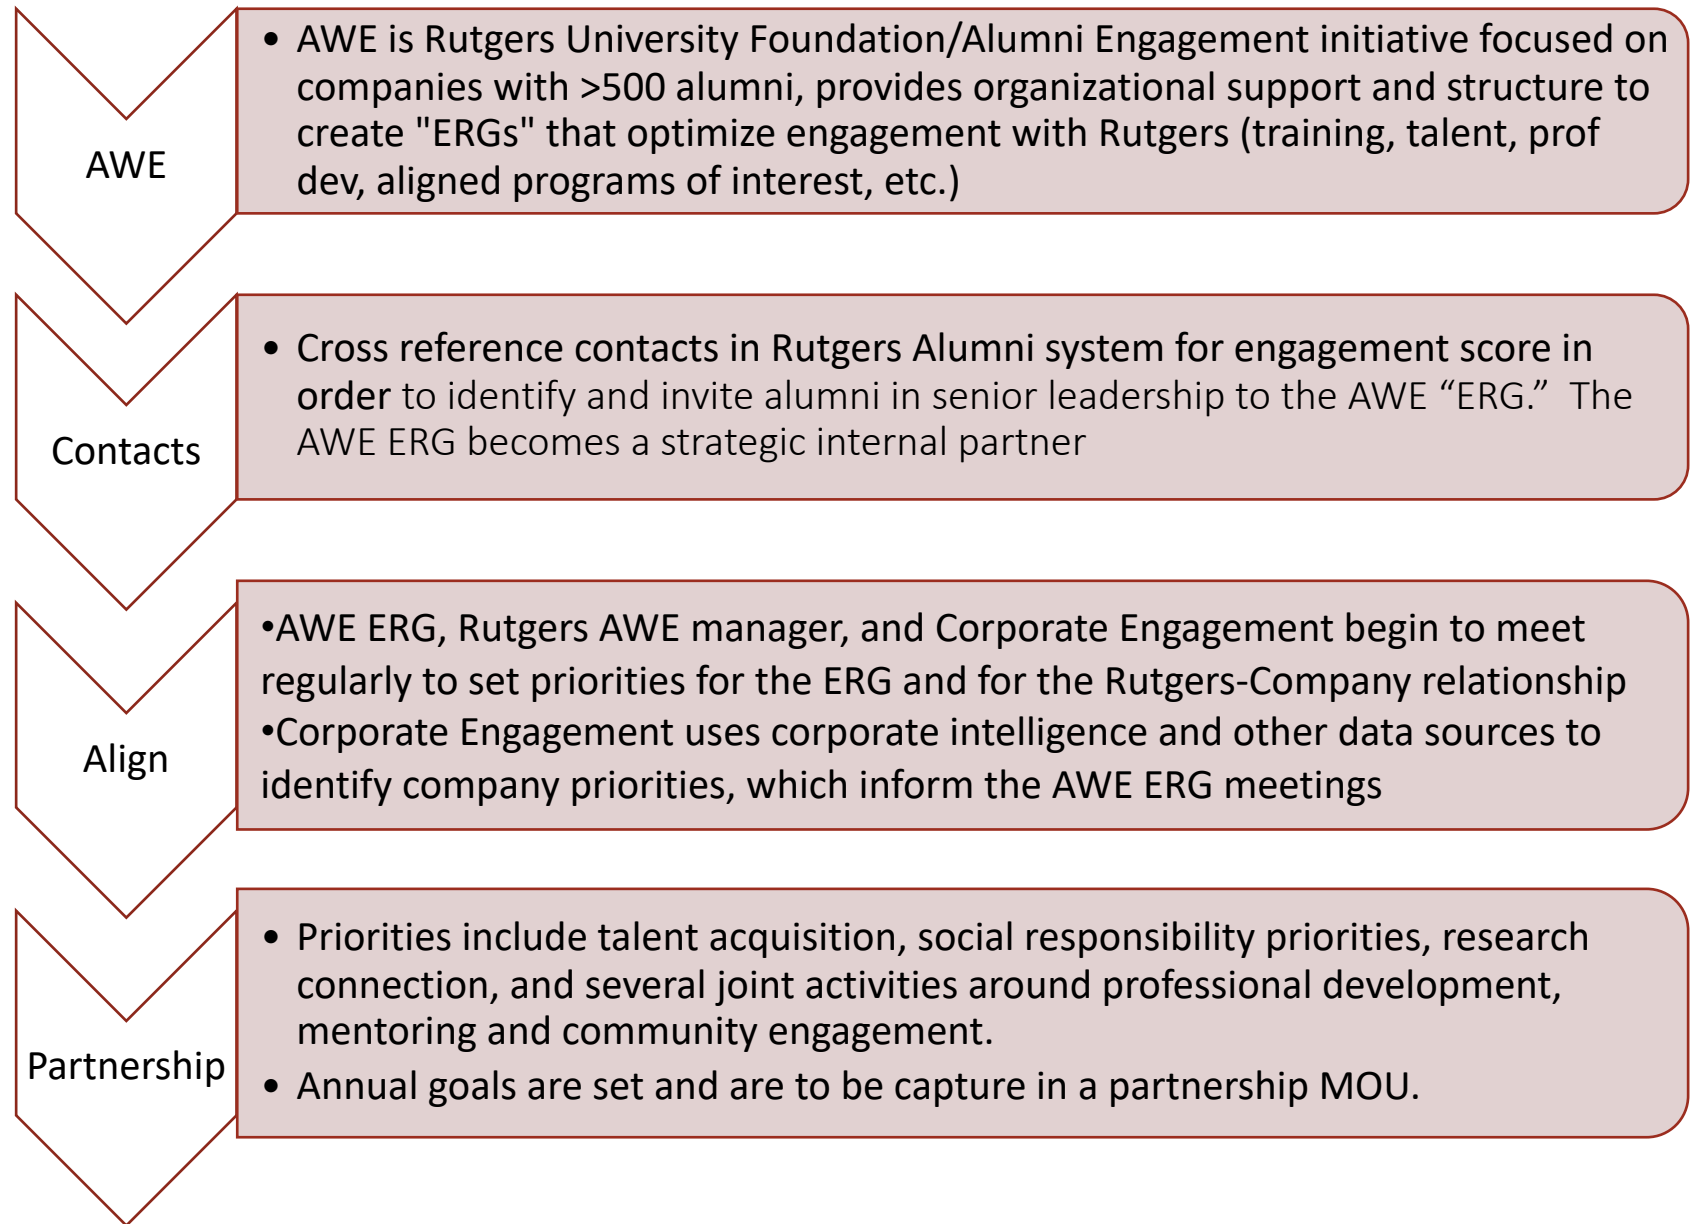 AWE
• AWE is Rutgers University Foundation/Alumni Engagement initiative focused on
companies with >500 alumni, provides organizational support and structure to
create "ERGs" that optimize engagement with Rutgers (training, talent, prof
dev, aligned programs of interest, etc.)
Contacts
• Cross reference contacts in Rutgers Alumni system for engagement score in
order to identify and invite alumni in senior leadership to the AWE “ERG.”  The
AWE ERG becomes a strategic internal partner
Align
•AWE ERG, Rutgers AWE manager, and Corporate Engagement begin to meet
regularly to set priorities for the ERG and for the Rutgers-Company relationship
•Corporate Engagement uses corporate intelligence and other data sources to
identify company priorities, which inform the AWE ERG meetings
Partnership
• Priorities include talent acquisition, social responsibility priorities, research
connection, and several joint activities around professional development,
mentoring and community engagement.
• Annual goals are set and are to be capture in a partnership MOU.